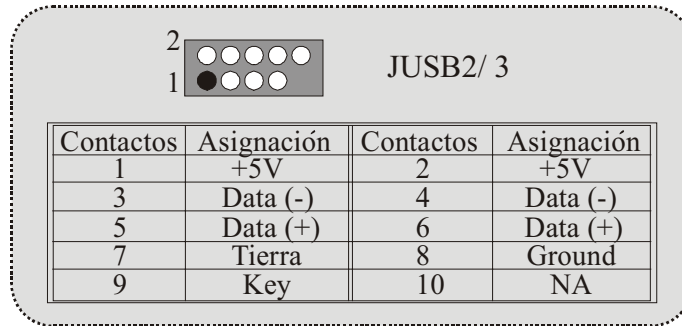 2
1
JUSB2/ 3
Contactos Asignación Contactos Asignación
1 +5V 2 +5V
3 Data (-) 4 Data (-)
5 Data (+) 6 Data (+)
7 Tierra 8 Ground
9 Key 10 NA